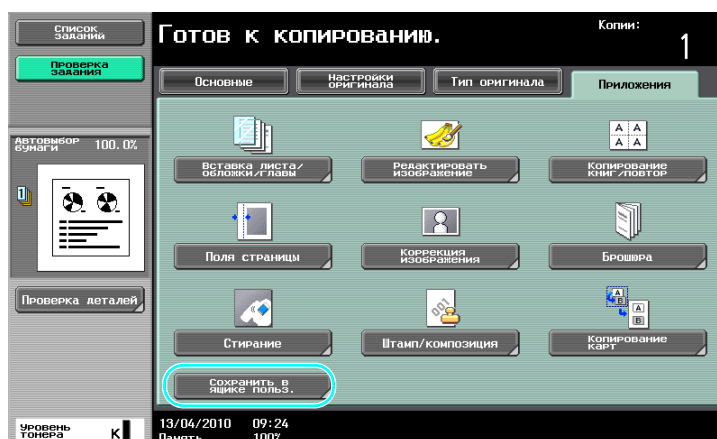 Список
заданий
Готов к копированию.
Копии:
1
Проверка
задания
Основные
Настройки
оригинала
Тип оригинала
Приложения
Автовыбор
бумаги
100.0%
1
Вставка листа/
обложки/главы
Редактировать
изображение
A A
A A
Копирование
книг/повтор
Поля страницы
Коррекция
изображения
Брошюра
Проверка деталей
Стирание
001
Штамп/композиция
A
B
A
B
Копирование
карт
Сохранить в
ящике польз.
Уровень
тонера
K
13/04/2010 09:24
Память 100%